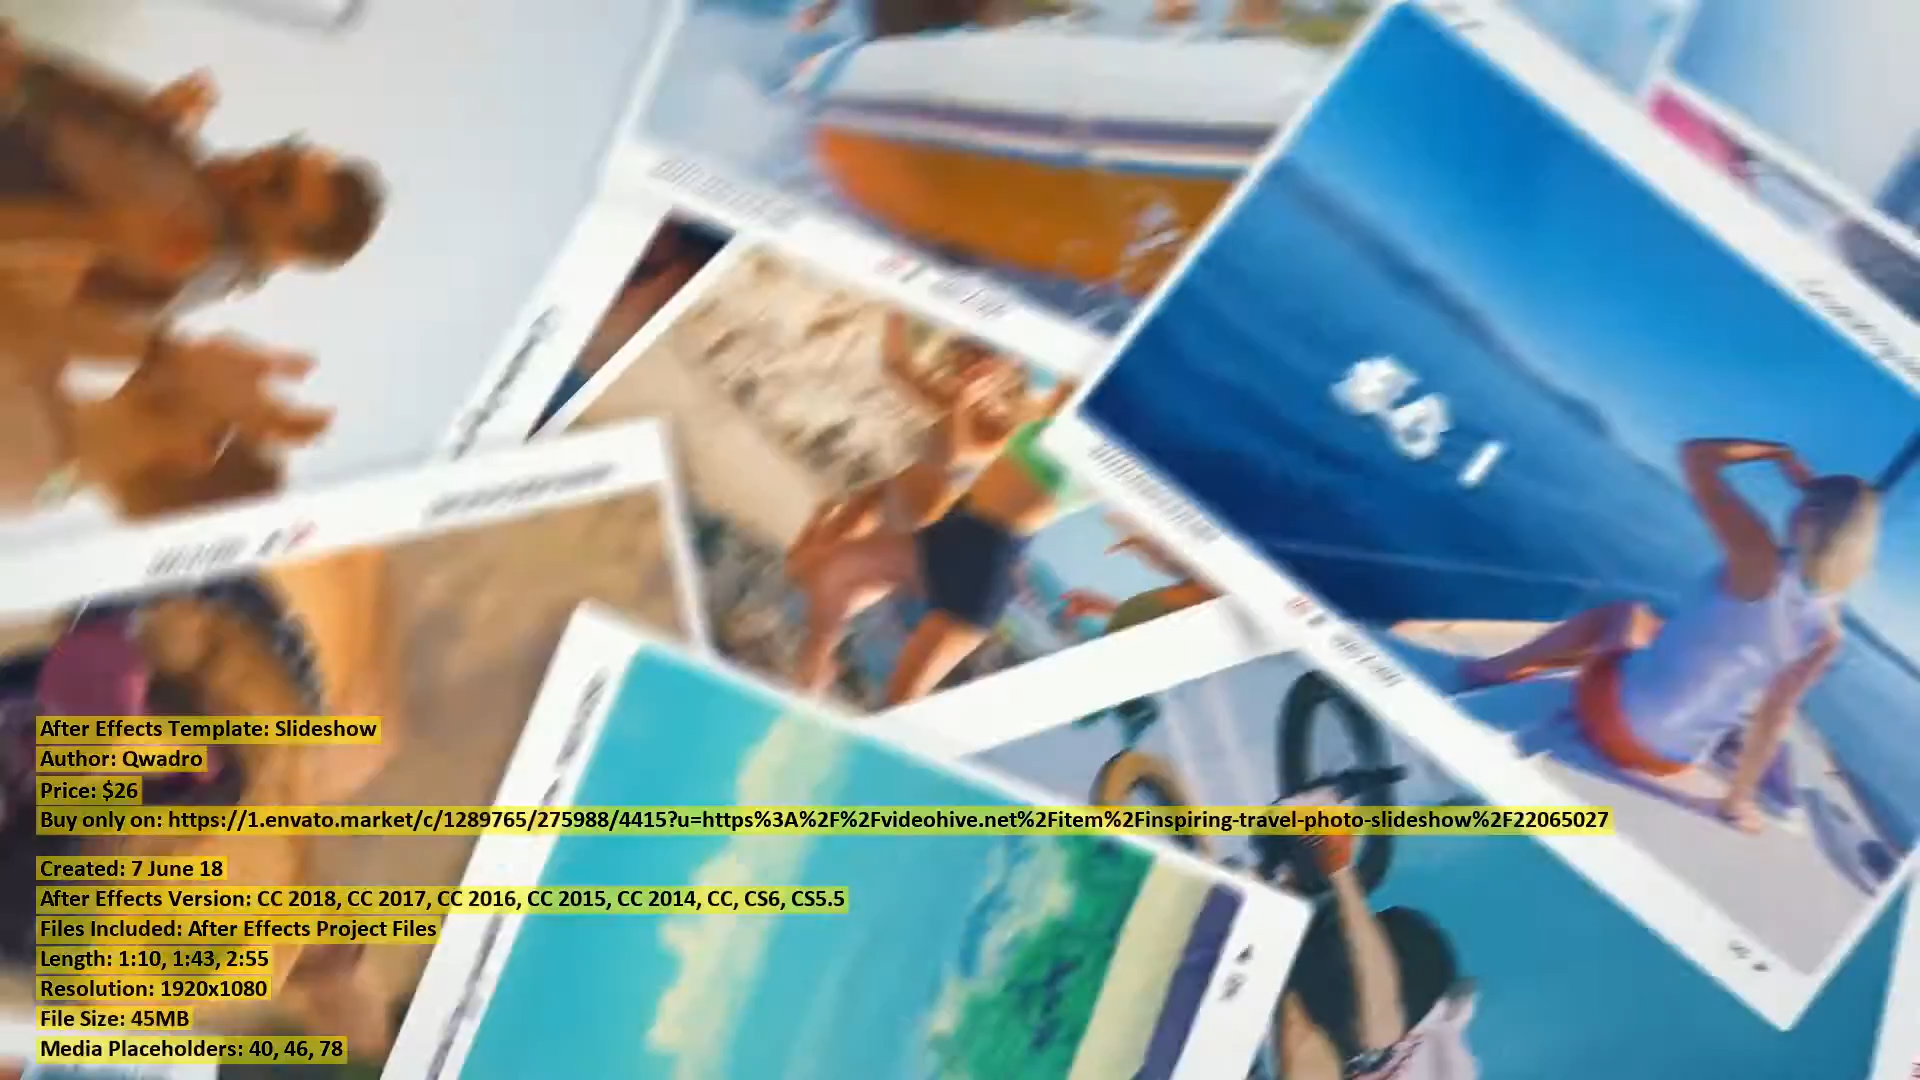 After Effects Template: Slideshow
Author: Qwadro
Price: $26
Buy only on: https://1.envato.market/c/1289765/275988/4415?u=https%3A%2F%2Fvideohive.net%2Fitem%2Finspiring-travel-photo-slideshow%2F22065027
Created: 7 June 18
After Effects Version: CC 2018, CC 2017, CC 2016, CC 2015, CC 2014, CC, CS6, CS5.5
Files Included: After Effects Project Files
Length: 1:10, 1:43, 2:55
Resolution: 1920x1080
File Size: 45MB
Media Placeholders: 40, 46, 78